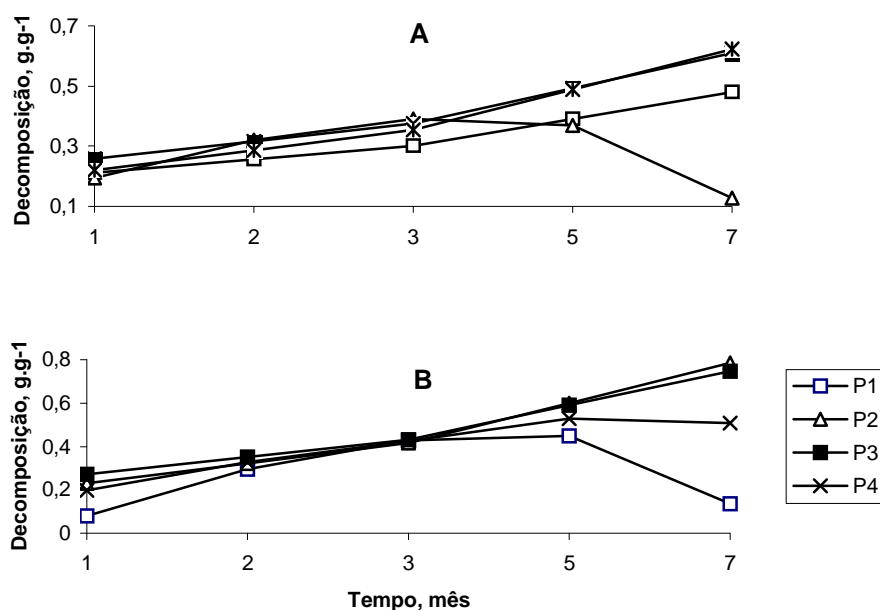 A
Decomposição, g.g-1
0,7
0,5
0,3
0,1
1 2 3 5 7
B
Decomposição, g.g-1
0,8
0,6
0,4
0,2
0
1 2 3 5 7
Tempo, mês
P1
P2
P3
P4